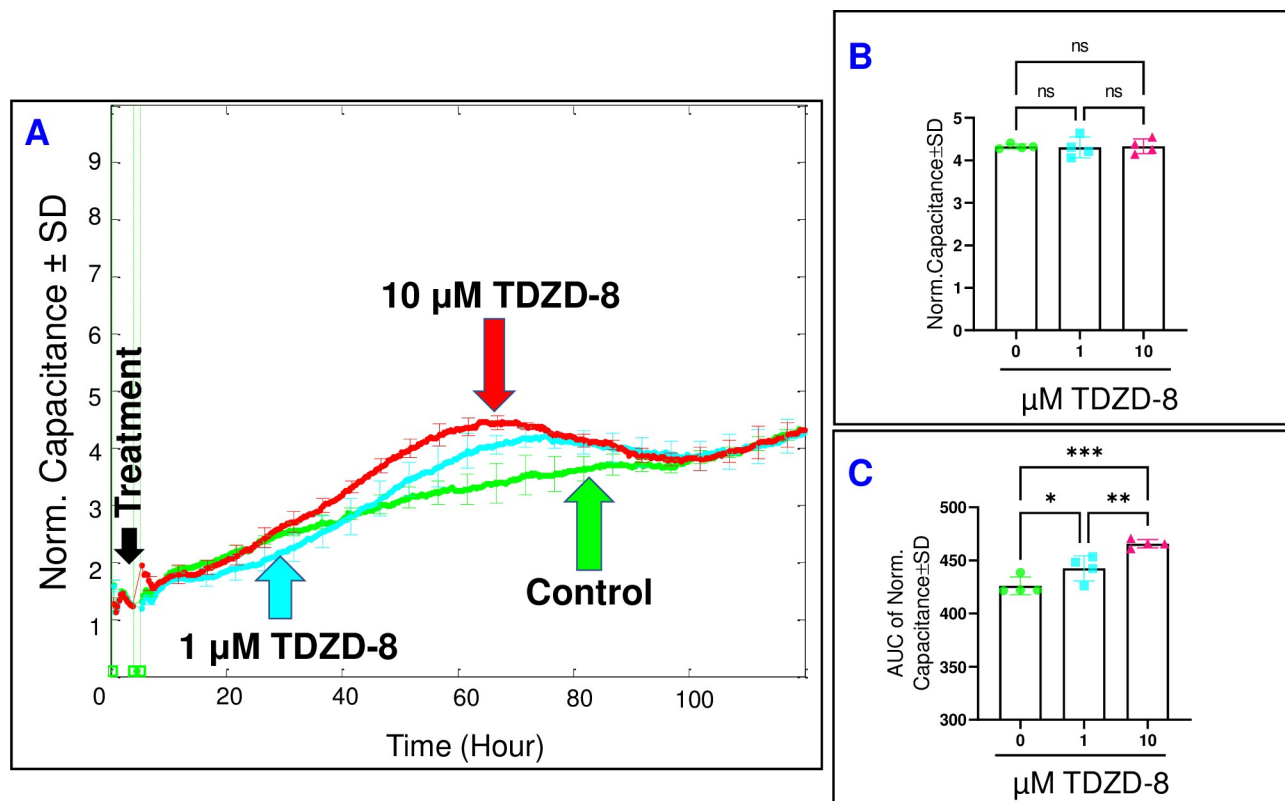 A
Norm. Capacitance ± SD
9
8
7
6
5
4
3
2
1
0
20
40
60
80
100
Time (Hour)
Treatment
10 µM TDZD-8
1 µM TDZD-8
Control
B
ns
ns
ns
Norm.Capacitance±SD
5
4
3
2
1
0
0
1
10
µM TDZD-8
C
***
*
**
AUC of Norm.
Capacitance±SD
500
450
400
350
300
0
1
10
µM TDZD-8